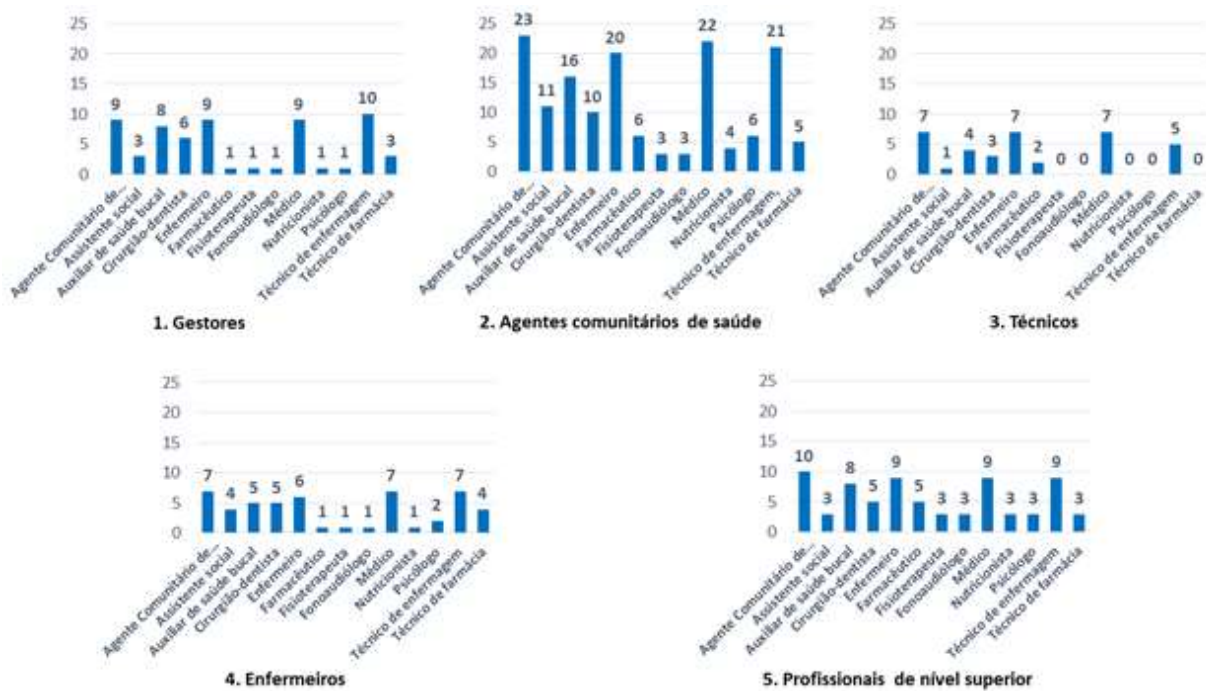 25
20
15
10
5
0
9
3
8
6
9
1
1
1
9
1
1
10
3
Agente Comunitário de...
Assistente social
Auxiliar de saúde bucal
Cirurgião-dentista
Enfermeiro
Farmacêutico
Fisioterapeuta
Fonoaudiólogo
Médico
Nutricionista
Psicólogo
Técnico de enfermagem
Técnico de farmácia
1. Gestores
25
20
15
10
5
0
23
11
16
10
20
6
3
3
22
4
6
21
5
Agente Comunitário de...
Assistente social
Auxiliar de saúde bucal
Cirurgião-dentista
Enfermeiro
Farmacêutico
Fisioterapeuta
Fonoaudiólogo
Médico
Nutricionista
Psicólogo
Técnico de enfermagem,
Técnico de farmácia
2. Agentes comunitários de saúde
25
20
15
10
5
0
7
1
4
3
7
2
0
0
7
0
0
5
0
Agente Comunitário de...
Assistente social
Auxiliar de saúde bucal
Cirurgião-dentista
Enfermeiro
Farmacêutico
Fisioterapeuta
Fonoaudiólogo
Médico
Nutricionista
Psicólogo
Técnico de enfermagem
Técnico de farmácia
3. Técnicos
25
20
15
10
5
0
7
4
5
5
6
1
1
1
7
1
2
7
4
Agente Comunitário de...
Assistente social
Auxiliar de saúde bucal
Cirurgião-dentista
Enfermeiro
Farmacêutico
Fisioterapeuta
Fonoaudiólogo
Médico
Nutricionista
Psicólogo
Técnico de enfermagem
Técnico de farmácia
4. Enfermeiros
25
20
15
10
5
0
10
3
8
5
9
5
3
3
9
3
3
9
3
Agente Comunitário de...
Assistente social
Auxiliar de saúde bucal
Cirurgião-dentista
Enfermeiro
Farmacêutico
Fisioterapeuta
Fonoaudiólogo
Médico
Nutricionista
Psicólogo
Técnico de enfermagem
Técnico de farmácia
5. Profissionais de nível superior